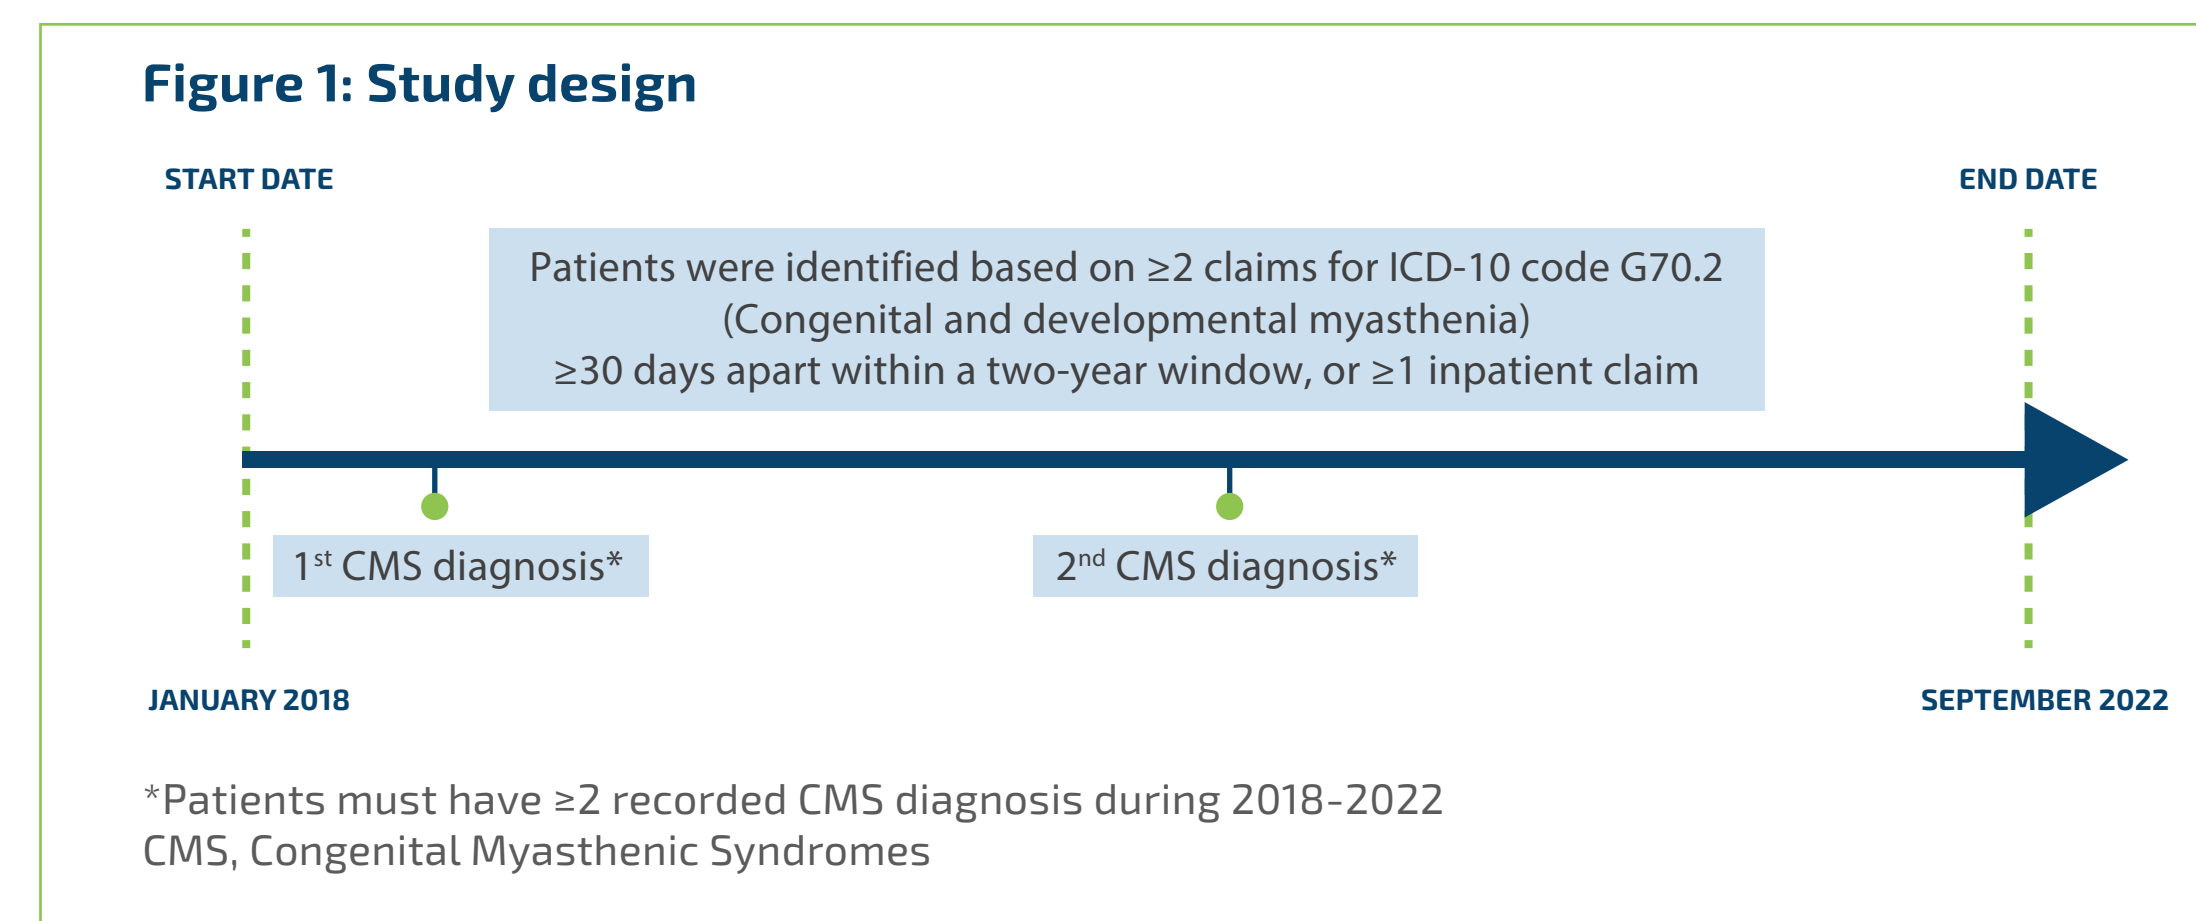 Figure 1: Study design
START DATE
END DATE
Patients were identified based on ≥2 claims for ICD-10 code G70.2
(Congenital and developmental myasthenia)
≥30 days apart within a two-year window, or ≥1 inpatient claim
1st CMS diagnosis*
2nd CMS diagnosis*
JANUARY 2018
SEPTEMBER 2022
*Patients must have ≥2 recorded CMS diagnosis during 2018-2022
CMS, Congenital Myasthenic Syndromes